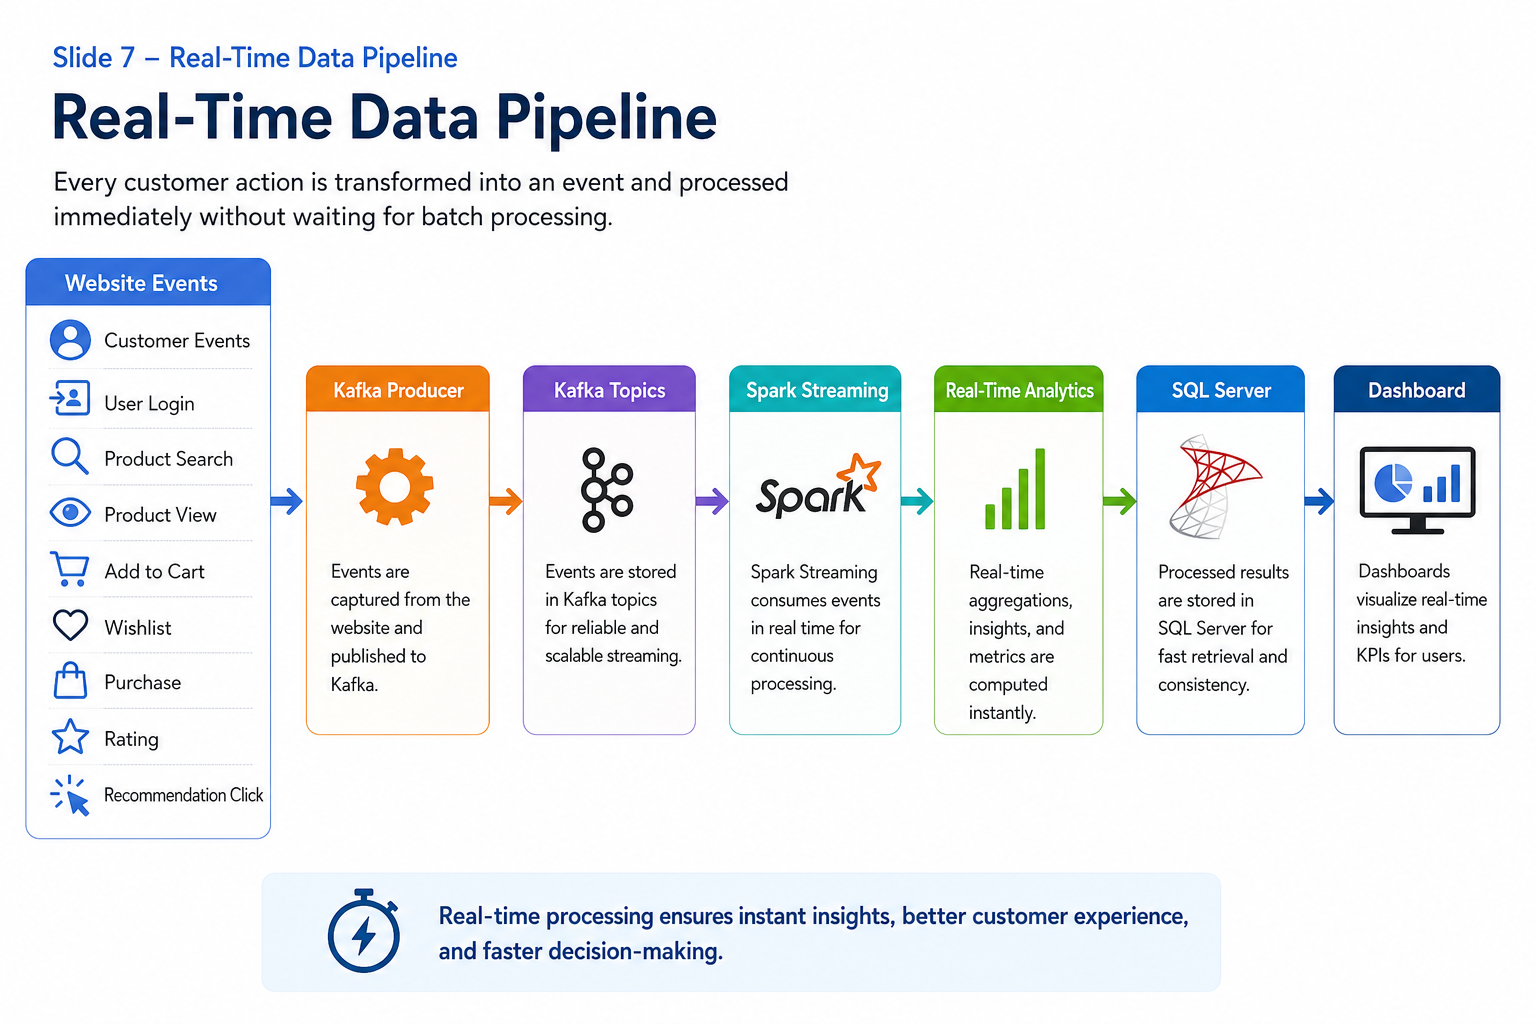 Slide 7 – Real-Time Data Pipeline
Real-Time Data Pipeline
Every customer action is transformed into an event and processed
immediately without waiting for batch processing.
Website Events
Customer Events
User Login
Product Search
Product View
Add to Cart
Wishlist
Purchase
Rating
Recommendation Click
Kafka Producer
Events are
captured from the
website and
published to
Kafka.
Kafka Topics
Events are stored
in Kafka topics
for reliable and
scalable streaming.
Spark Streaming
Spark
Spark Streaming
consumes events
in real time for
continuous
processing.
Real-Time Analytics
Real-time
aggregations,
insights, and
metrics are
computed
instantly.
SQL Server
Processed results
are stored in
SQL Server for
fast retrieval and
consistency.
Dashboard
Dashboards
visualize real-time
insights and
KPIs for users.
Real-time processing ensures instant insights, better customer experience,
and faster decision-making.